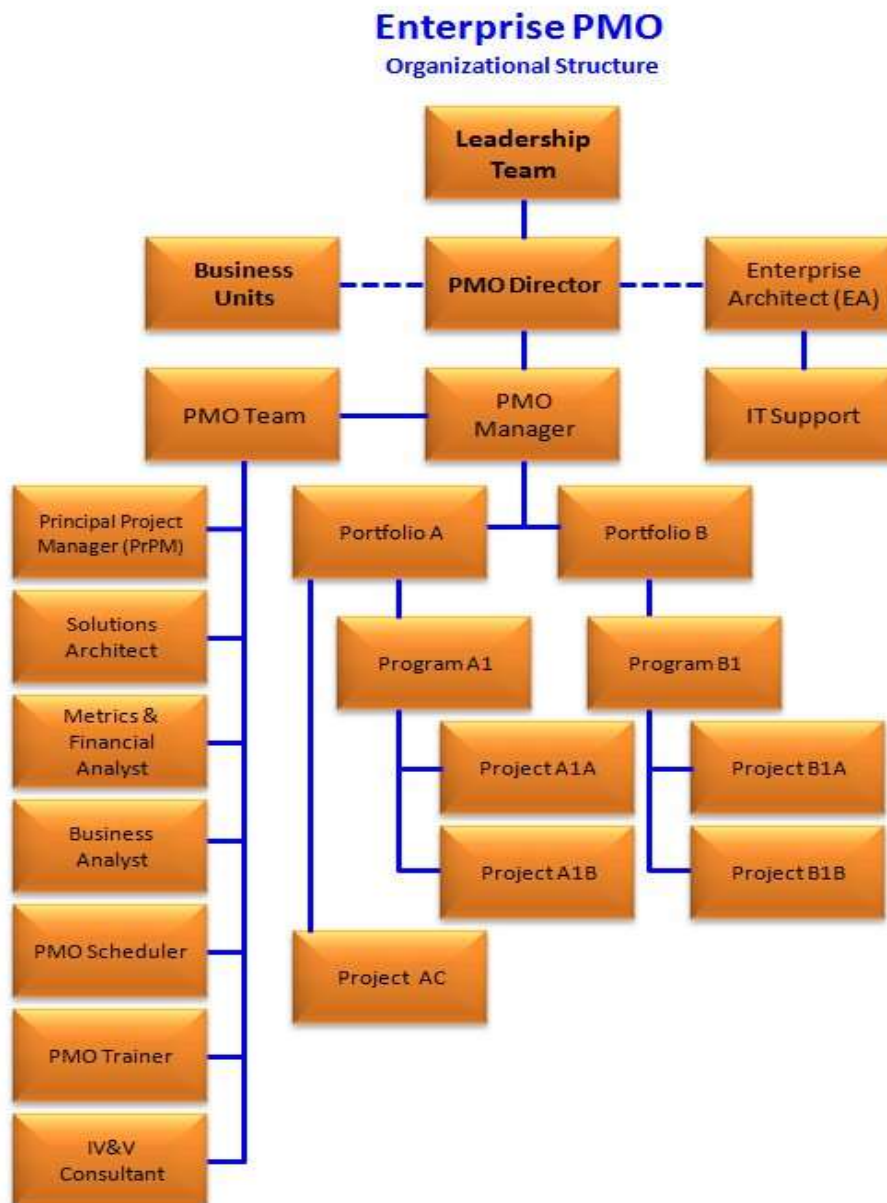 Enterprise PMO
Organizational Structure
Leadership
Team
Business
Units
PMO Director
Enterprise
Architect (EA)
PMO Team
PMO
Manager
IT Support
Principal Project
Manager (PrPM)
Portfolio A
Portfolio B
Solutions
Architect
Program A1
Program B1
Metrics &
Financial
Analyst
Project A1A
Project B1A
Business
Analyst
Project A1B
Project B1B
PMO Scheduler
Project AC
PMO Trainer
IV&V
Consultant